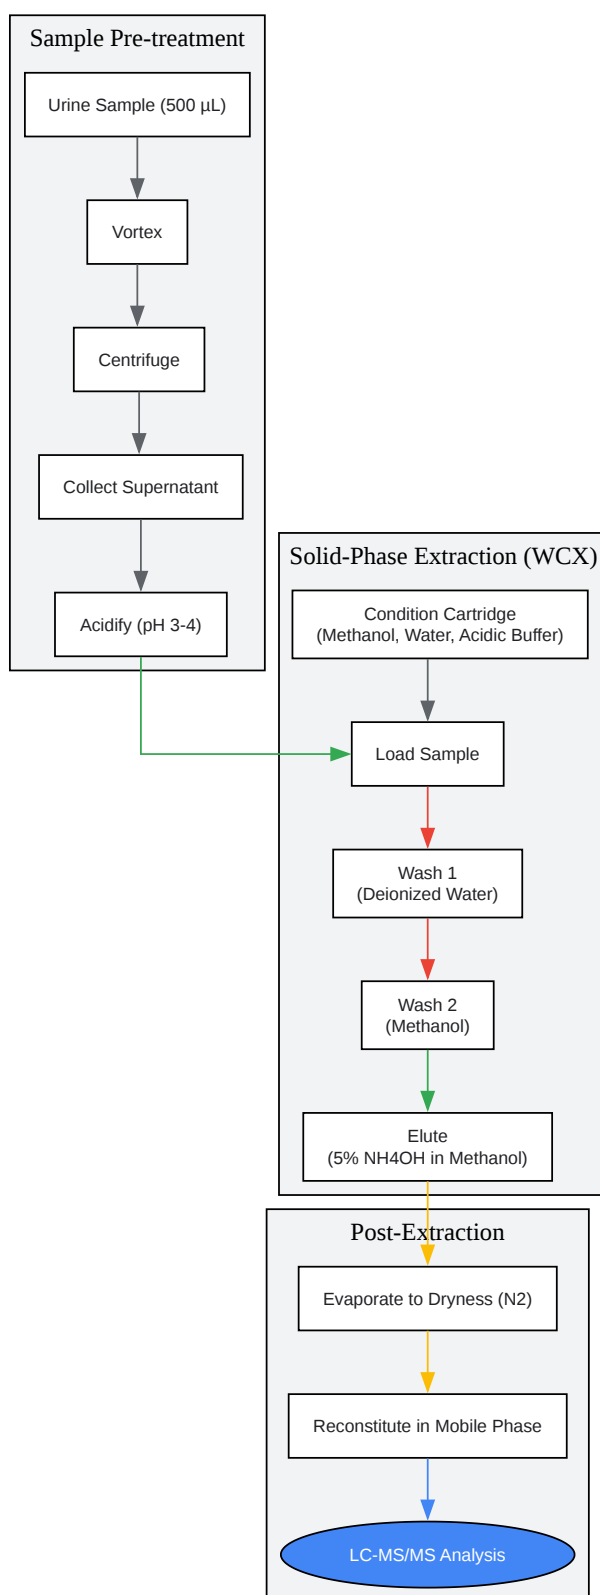 Sample Pre-treatment
Urine Sample (500 µL)
Vortex
Centrifuge
Collect Supernatant
Acidify (pH 3-4)
Solid-Phase Extraction (WCX)
Condition Cartridge
(Methanol, Water, Acidic Buffer)
Load Sample
Wash 1
(Deionized Water)
Wash 2
(Methanol)
Elute
(5% NH4OH in Methanol)
Post-Extraction
Evaporate to Dryness (N2)
Reconstitute in Mobile Phase
LC-MS/MS Analysis